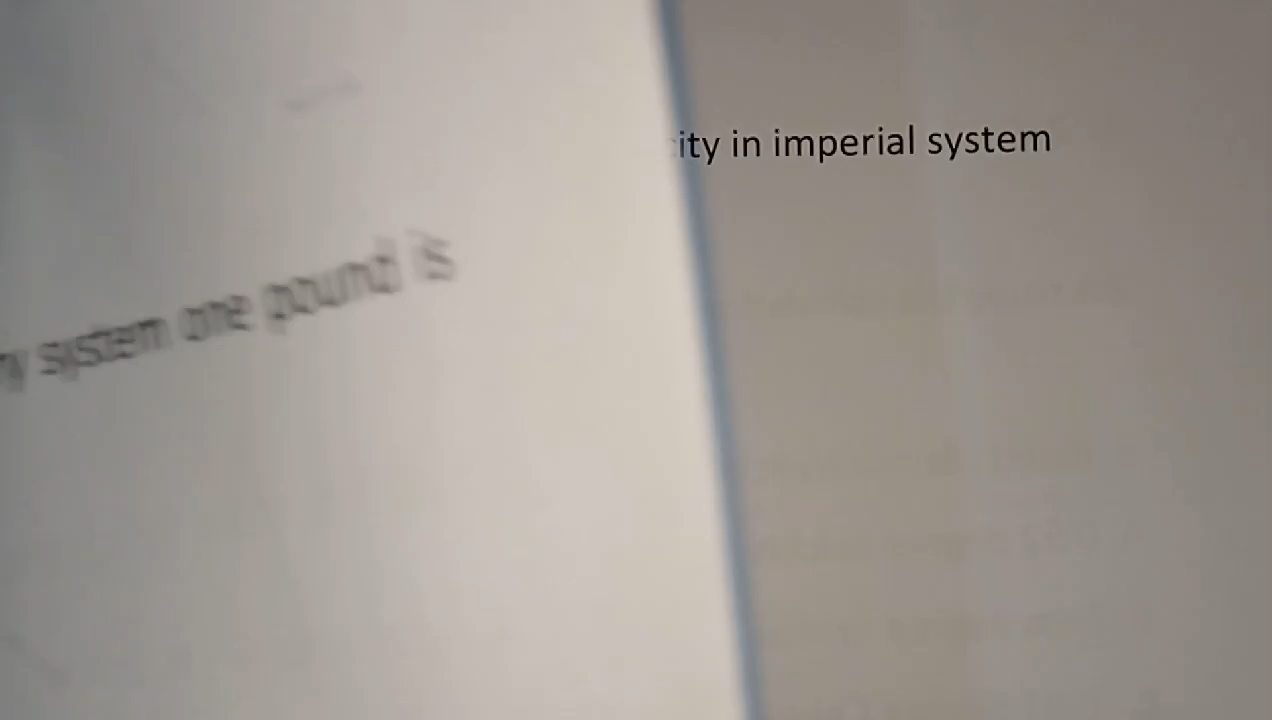 ity in imperial system
system one pound is